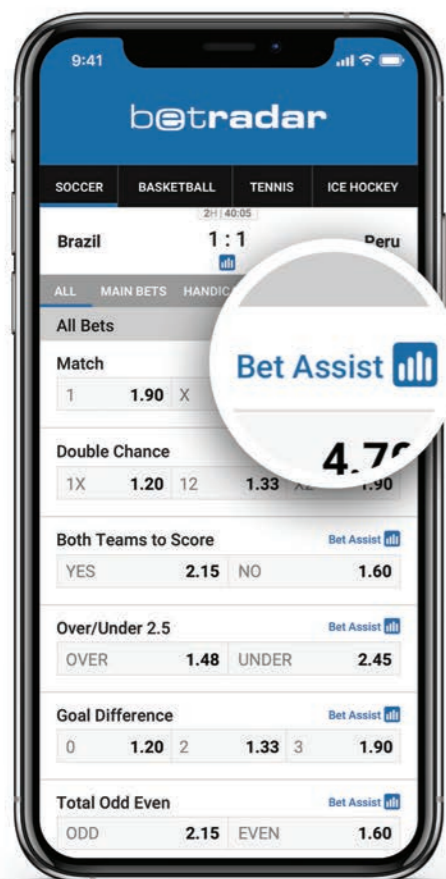 9:41
betradar
SOCCER BASKETBALL TENNIS ICE HOCKEY
2H | 40:05
Brazil 1 : 1 Peru
ALL MAIN BETS
All Bets
Bet Assist
Match
1 1.90 X
Double Chance
1X 1.20 12 1.33 X2 1.90
Both Teams to Score Bet Assist
YES 2.15 NO 1.60
Over/Under 2.5 Bet Assist
OVER 1.48 UNDER 2.45
Goal Difference Bet Assist
0 1.20 2 1.33 3 1.90
Total Odd Even Bet Assist
ODD 2.15 EVEN 1.60